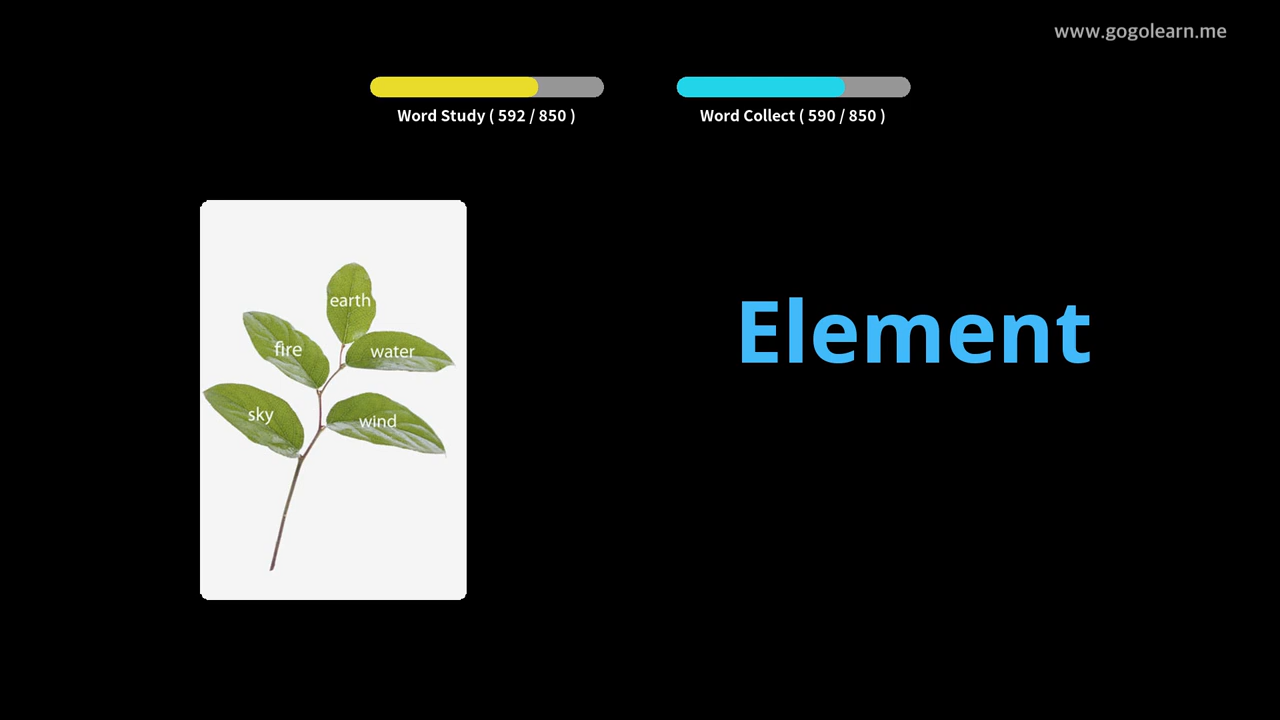 www.gogolearn.me
Word Study ( 592 / 850 )
Word Collect ( 590 / 850 )
earth
fire
water
sky
wind
Element